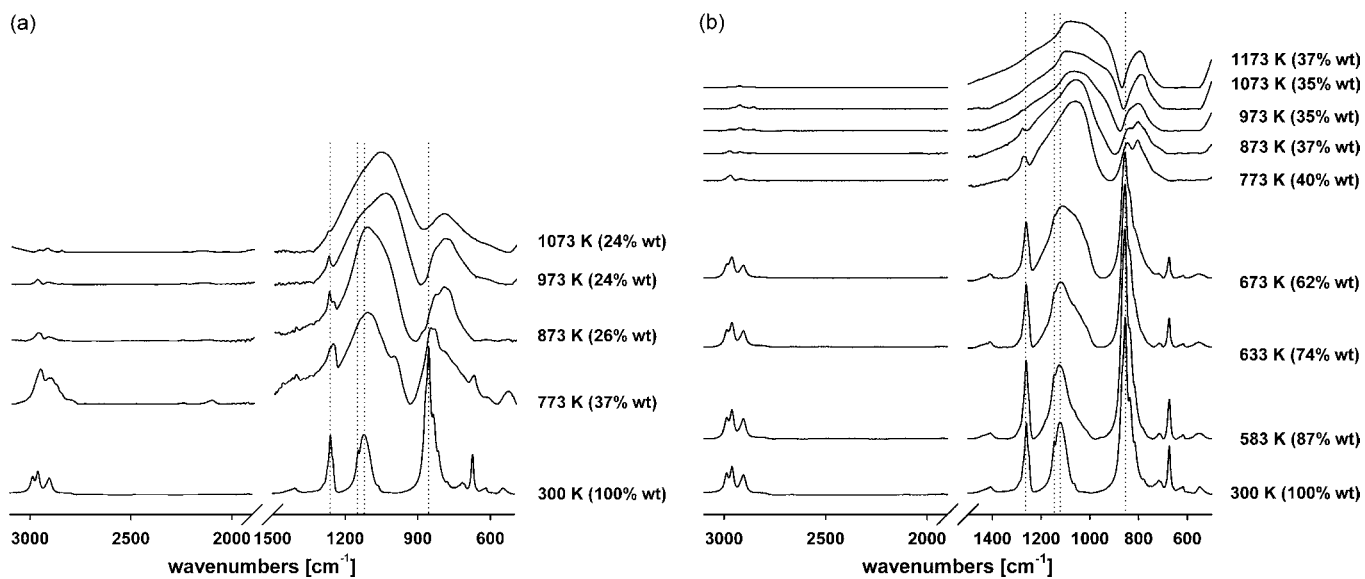 (a)
1073 K (24% wt)
973 K (24% wt)
873 K (26% wt)
773 K (37% wt)
300 K (100% wt)
3000 2500 2000 1500 1200 900 600
wavenumbers [cm⁻¹]
(b)
1173 K (37% wt)
1073 K (35% wt)
973 K (35% wt)
873 K (37% wt)
773 K (40% wt)
673 K (62% wt)
633 K (74% wt)
583 K (87% wt)
300 K (100% wt)
3000 2500 2000 1400 1200 1000 800 600
wavenumbers [cm⁻¹]